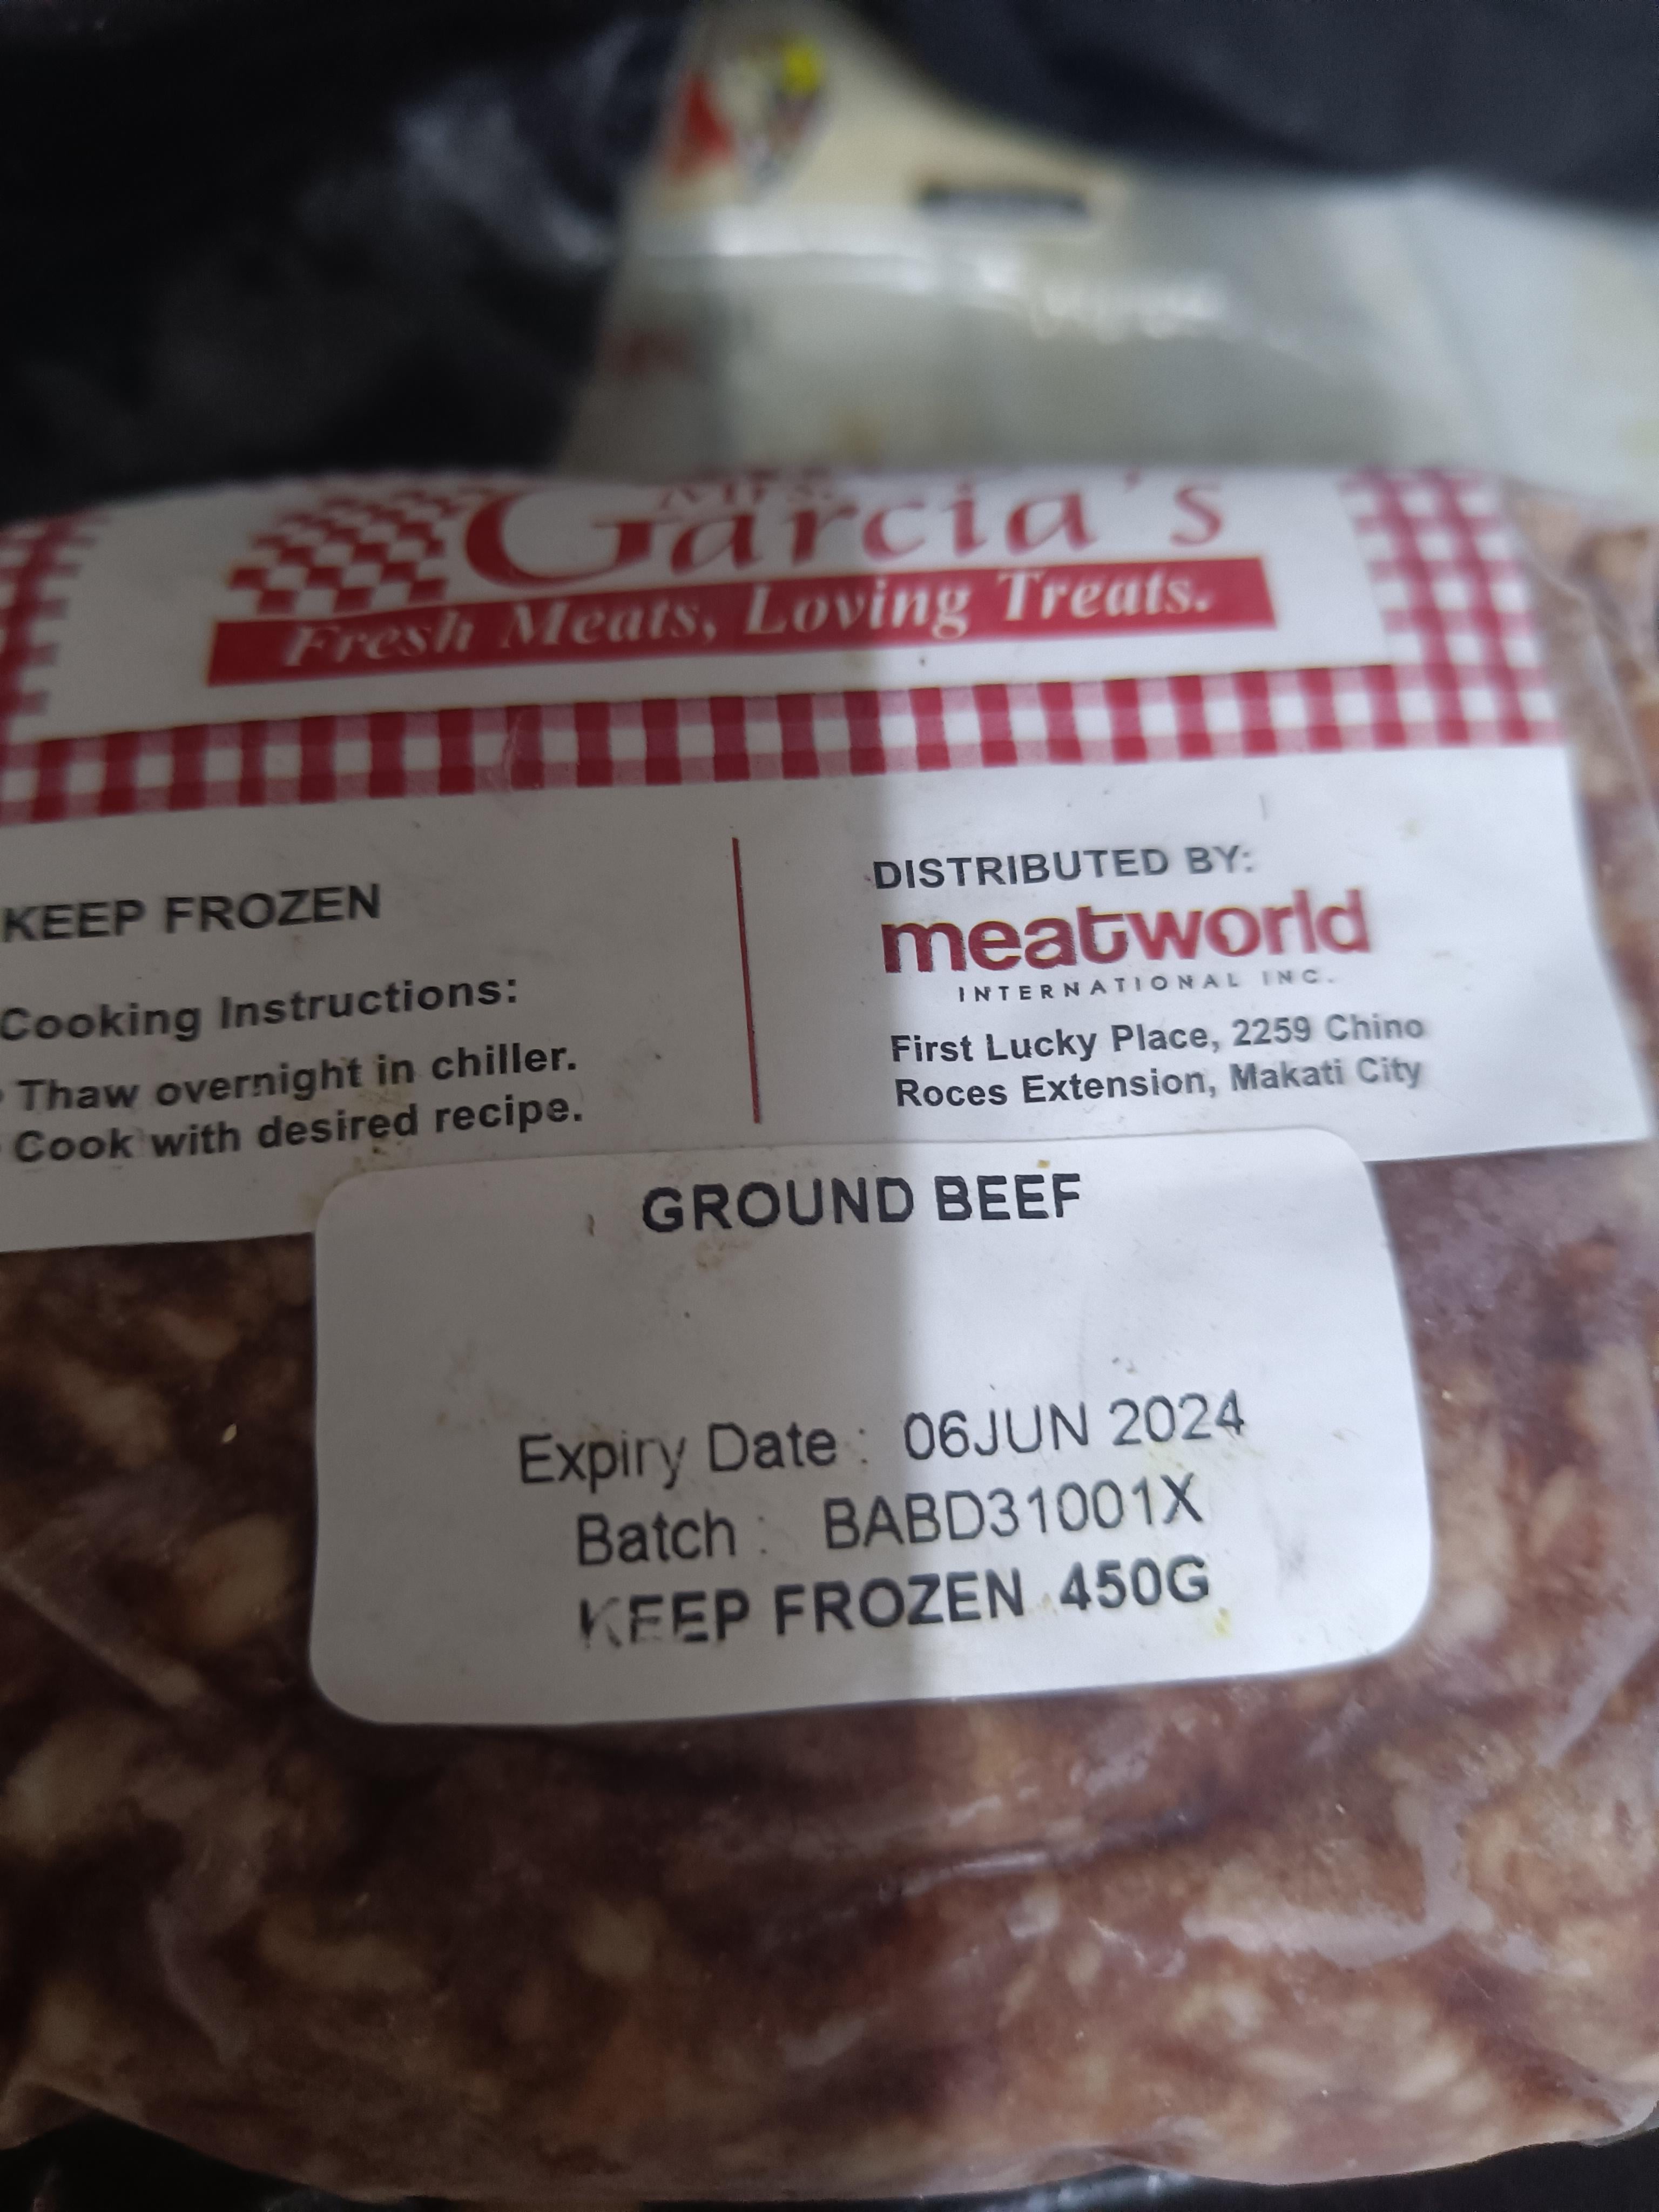 Mrs.
Garcia's
Fresh Meats, Loving Treats.
KEEP FROZEN
Cooking Instructions:
Thaw overnight in chiller.
Cook with desired recipe.
DISTRIBUTED BY:
meatworld
INTERNATIONAL INC.
First Lucky Place, 2259 Chino
Roces Extension, Makati City
GROUND BEEF
Expiry Date : 06JUN 2024
Batch : BABD31001X
KEEP FROZEN 450G